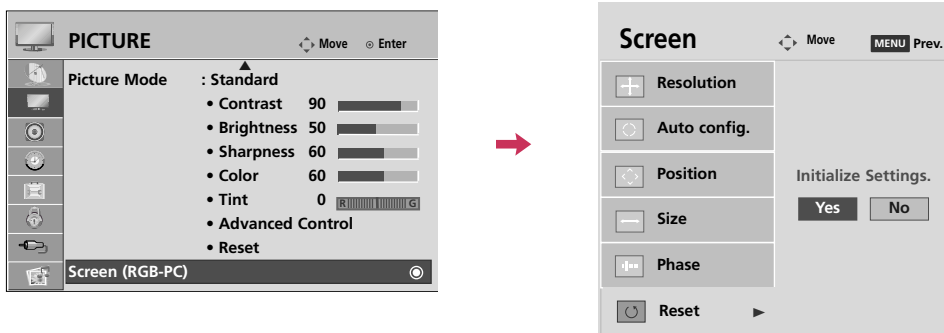 PICTURE Move Enter
Picture Mode : Standard
• Contrast 90
• Brightness 50
• Sharpness 60
• Color 60
• Tint 0 R G
• Advanced Control
• Reset
Screen (RGB-PC)
Screen Move MENU Prev.
Resolution
Auto config.
Position
Size
Phase
Reset
Initialize Settings.
Yes No